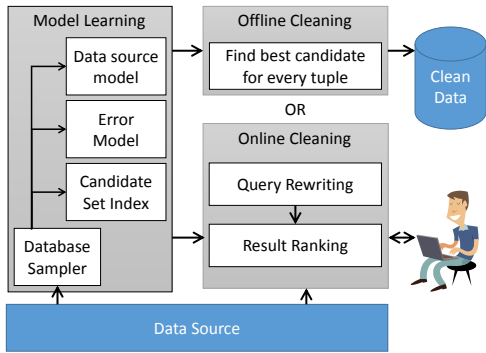 Model Learning
Data source
model
Error
Model
Candidate
Set Index
Database
Sampler
Offline Cleaning
Find best candidate
for every tuple
OR
Online Cleaning
Query Rewriting
Result Ranking
Clean
Data
Data Source